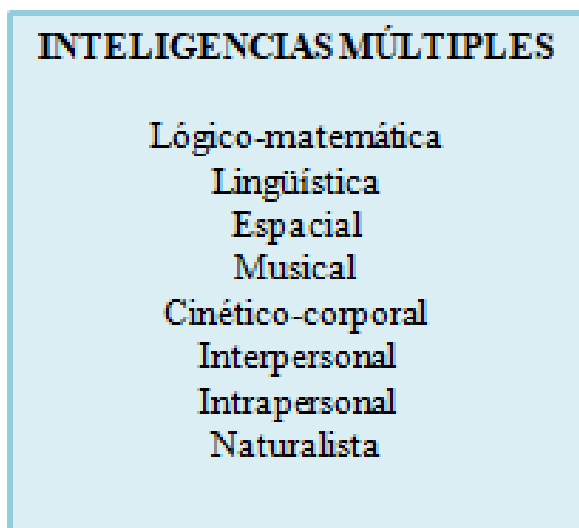 INTELIGENCIAS MÚLTIPLES
Lógico-matemática
Lingüística
Espacial
Musical
Cinético-corporal
Interpersonal
Intrapersonal
Naturalista